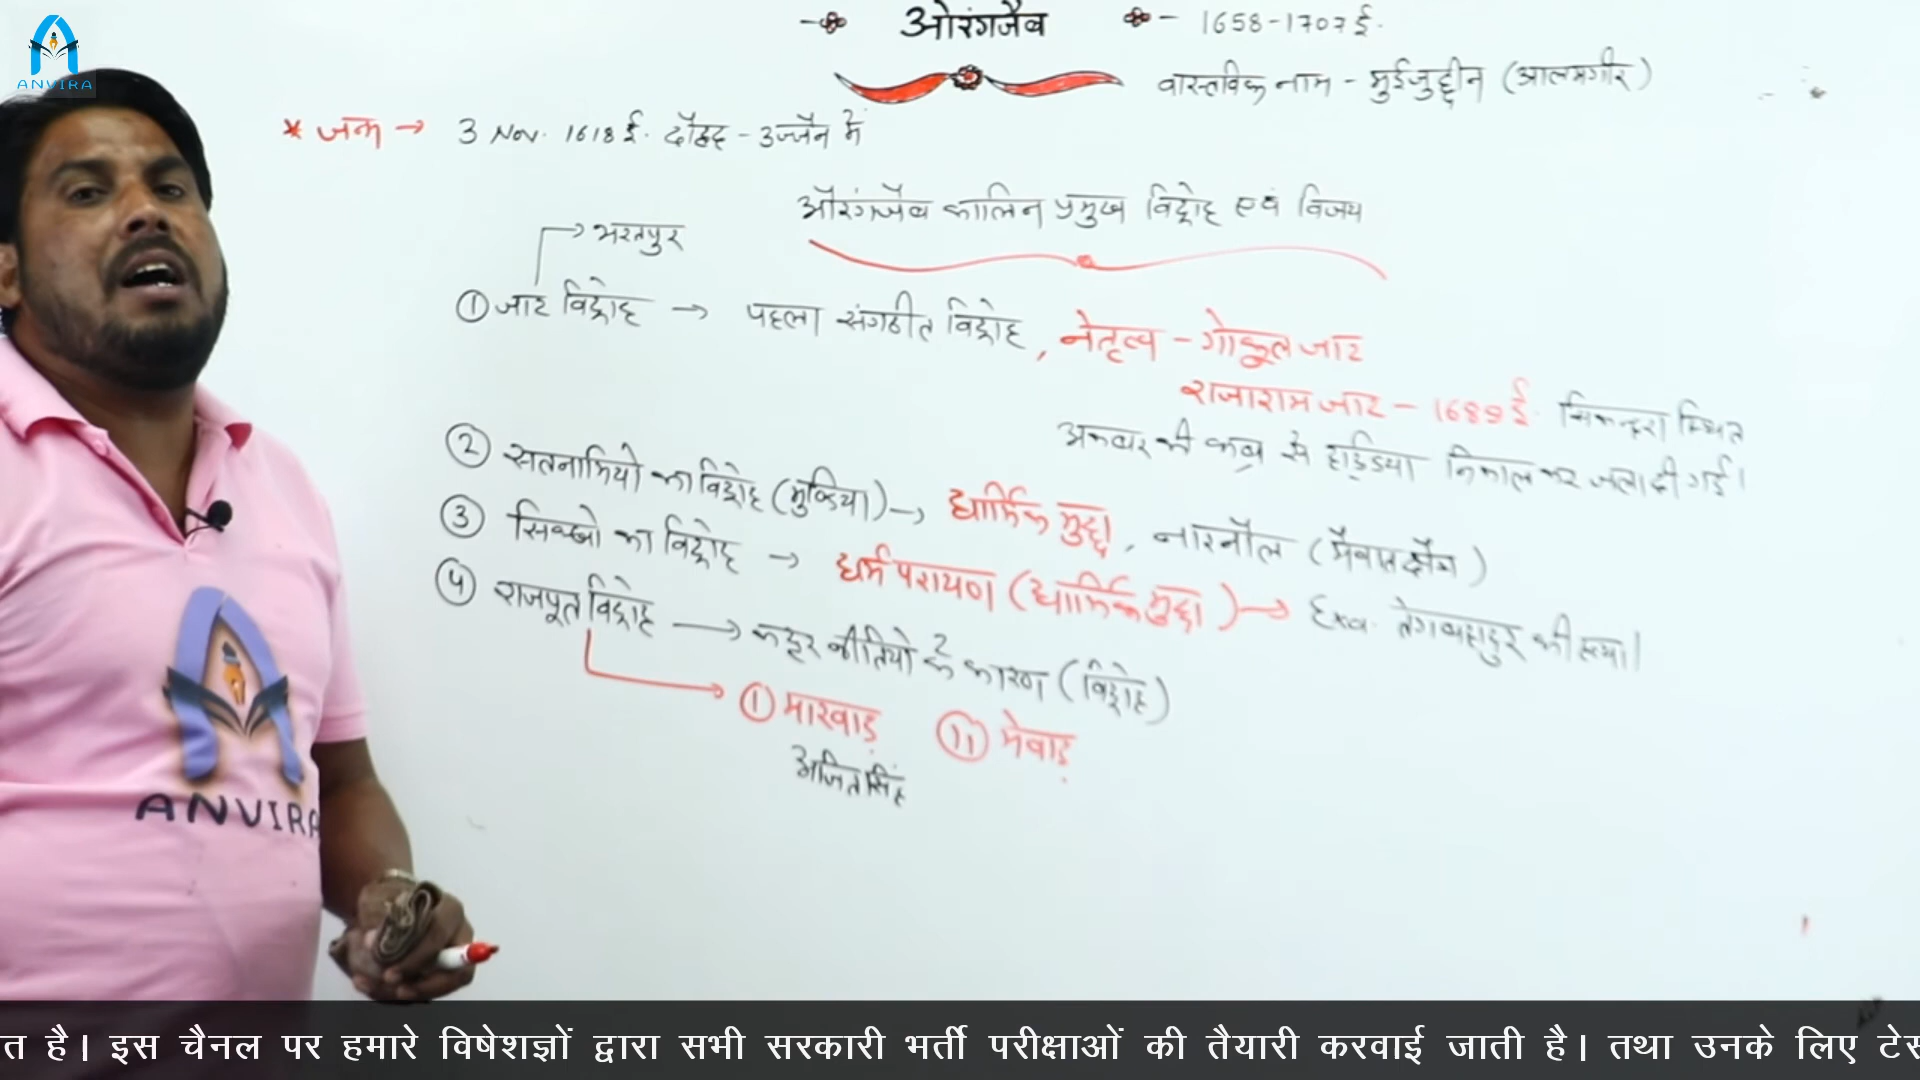 ANVIRA
औरंगजैब - 1658-1707 ई.
वास्तविक नाम - मुईजुद्दीन (आलमगीर)
* जन्म → 3 Nov. 1618 ई. दौहद - उज्जैन में
औरंगजैब कालिन प्रमुख विद्रोह एवं विजय
→ भरतपुर
① जाट विद्रोह → पहला संगठीत विद्रोह, नेतृत्व - गोकुल जाट
राजाराम जाट - 1689 ई. सिकन्दरा स्थित
अकबर की कब्र से हड्डिया निकाल कर जला दी गई।
② सतनामियो का विद्रोह (मुण्डिया) → धार्मिक मुद्दा, नारनौल (मैवात क्षैत्र)
③ सिक्खो का विद्रोह → धर्म परायण (धार्मिक मुद्दा) → Exa. तेगबहादुर की हत्या।
④ राजपूत विद्रोह → कट्टर नीतियो के कारण (विद्रोह)
① मारवाड़ ⑪ मेवाड़
अजितसिंह
ANVIRA
त है। इस चैनल पर हमारे विषेशज्ञों द्वारा सभी सरकारी भर्ती परीक्षाओं की तैयारी करवाई जाती है। तथा उनके लिए टेस